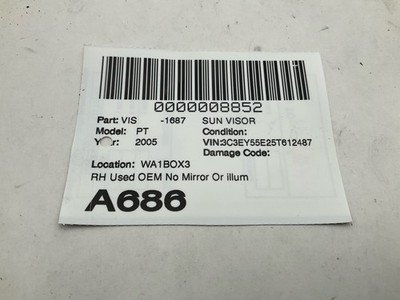 0000008852
Part: VIS -1687 SUN VISOR
Model: PT Condition:
Year: 2005 VIN:3C3EY55E25T612487
Damage Code:
Location: WA1BOX3
RH Used OEM No Mirror Or illum
A686